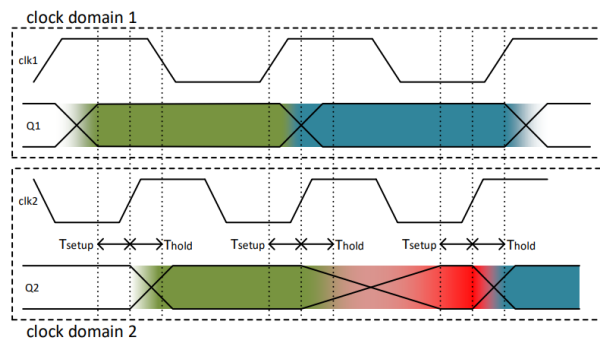 clock domain 1
clk1
Q1
clk2
Tsetup Thold Tsetup Thold Tsetup Thold
Q2
clock domain 2